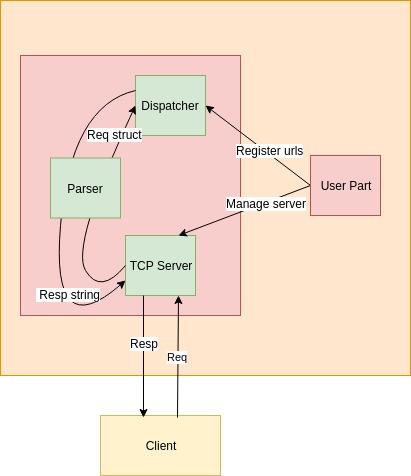 Dispatcher
Req struct
Register urls
Parser
User Part
Manage server
TCP Server
Resp string
Resp
Req
Client